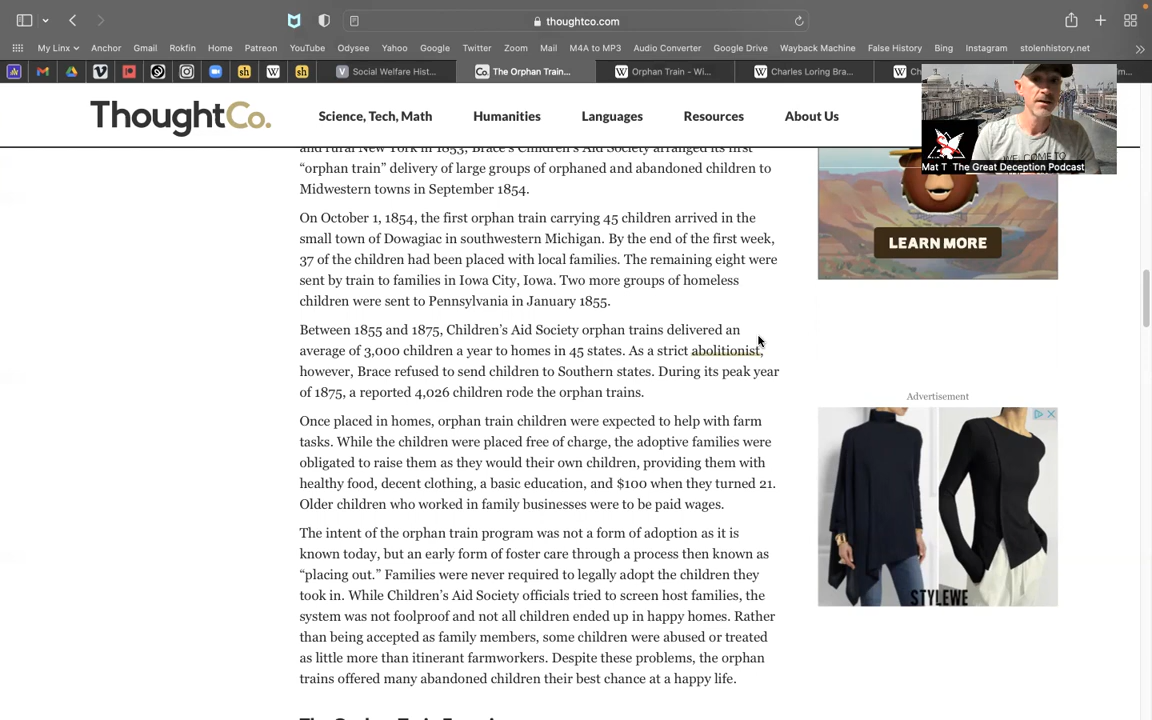 thoughtco.com
My Linx
Anchor
Gmail
Rokfin
Home
Patreon
YouTube
Odysee
Yahoo
Google
Twitter
Zoom
Mail
M4A to MP3
Audio Converter
Google Drive
Wayback Machine
False History
Bing
Instagram
stolenhistory.net
Social Welfare Hist...
The Orphan Train...
Orphan Train - Wi...
Charles Loring Bra...
ThoughtCo.
Science, Tech, Math
Humanities
Languages
Resources
About Us
Mat T The Great Deception Podcast
and rural New York in 1853, Brace's Children's Aid Society arranged its first
“orphan train” delivery of large groups of orphaned and abandoned children to
Midwestern towns in September 1854.
On October 1, 1854, the first orphan train carrying 45 children arrived in the
small town of Dowagiac in southwestern Michigan. By the end of the first week,
37 of the children had been placed with local families. The remaining eight were
sent by train to families in Iowa City, Iowa. Two more groups of homeless
children were sent to Pennsylvania in January 1855.
Between 1855 and 1875, Children’s Aid Society orphan trains delivered an
average of 3,000 children a year to homes in 45 states. As a strict abolitionist,
however, Brace refused to send children to Southern states. During its peak year
of 1875, a reported 4,026 children rode the orphan trains.
Once placed in homes, orphan train children were expected to help with farm
tasks. While the children were placed free of charge, the adoptive families were
obligated to raise them as they would their own children, providing them with
healthy food, decent clothing, a basic education, and $100 when they turned 21.
Older children who worked in family businesses were to be paid wages.
The intent of the orphan train program was not a form of adoption as it is
known today, but an early form of foster care through a process then known as
“placing out.” Families were never required to legally adopt the children they
took in. While Children’s Aid Society officials tried to screen host families, the
system was not foolproof and not all children ended up in happy homes. Rather
than being accepted as family members, some children were abused or treated
as little more than itinerant farmworkers. Despite these problems, the orphan
trains offered many abandoned children their best chance at a happy life.
LEARN MORE
Advertisement
STYLEWE